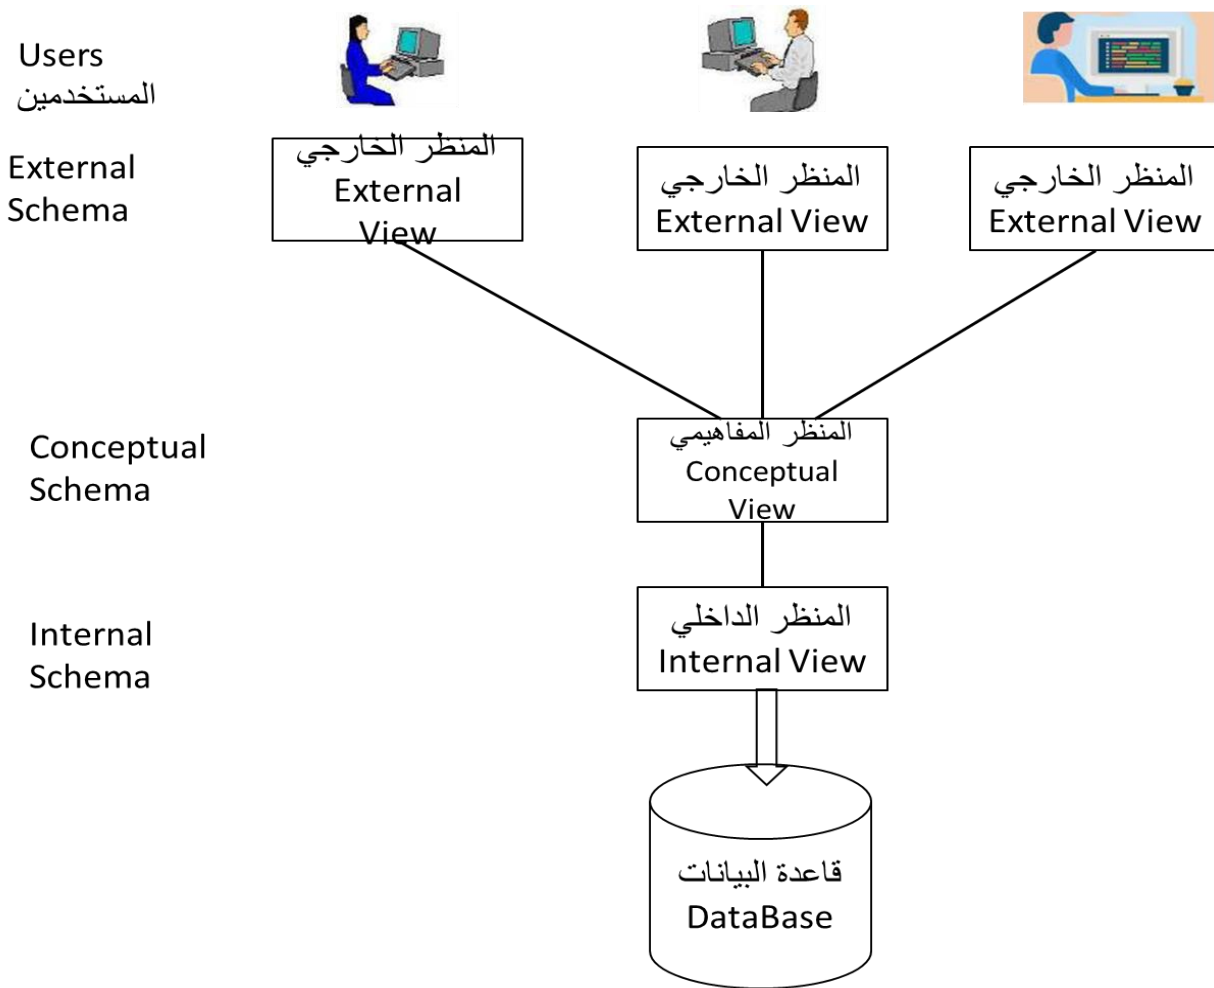 Users
المستخدمين
External
Schema
المنظر الخارجي
External
View
المنظر الخارجي
External View
المنظر الخارجي
External View
Conceptual
Schema
المنظر المفاهيمي
Conceptual
View
Internal
Schema
المنظر الداخلي
Internal View
قاعدة البيانات
DataBase